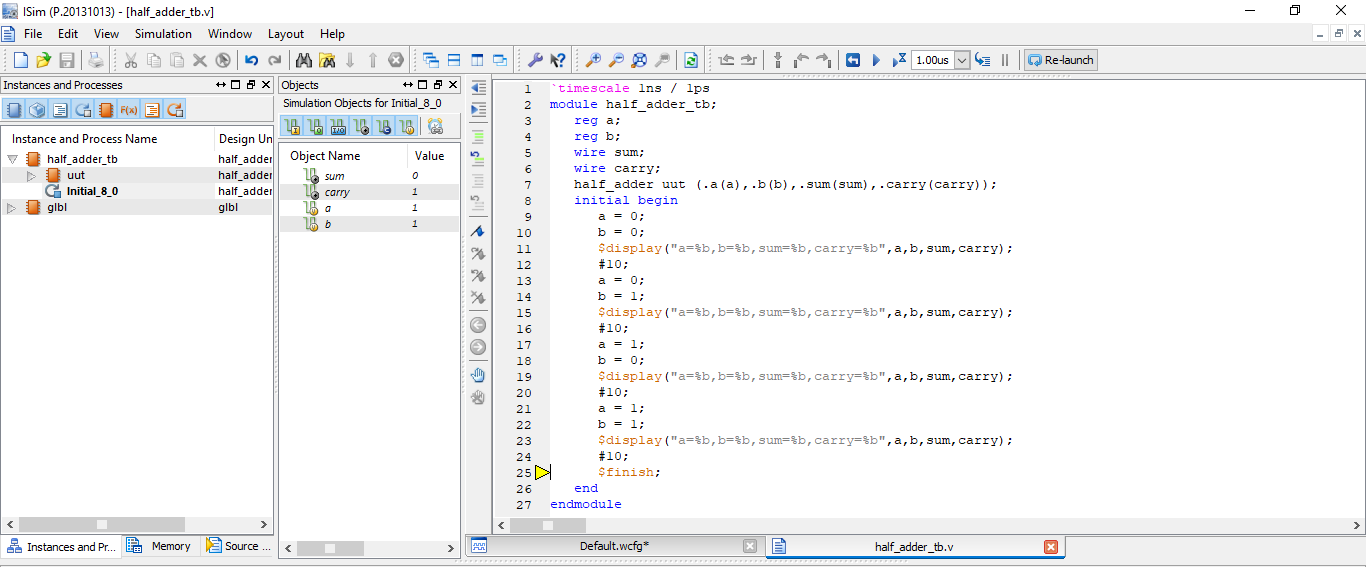 ISim (P.20131013) - [half_adder_tb.v]
File Edit View Simulation Window Layout Help
1.00us Re-launch
Instances and Processes
Instance and Process Name Design Un
half_adder_tb half_adder
uut half_adder
Initial_8_0 half_adder
glbl glbl
Instances and Pr... Memory Source ...
Objects
Simulation Objects for Initial_8_0
Object Name Value
sum 0
carry 1
a 1
b 1
1 `timescale 1ns / 1ps
2 module half_adder_tb;
3 reg a;
4 reg b;
5 wire sum;
6 wire carry;
7 half_adder uut (.a(a),.b(b),.sum(sum),.carry(carry));
8 initial begin
9 a = 0;
10 b = 0;
11 $display("a=%b,b=%b,sum=%b,carry=%b",a,b,sum,carry);
12 #10;
13 a = 0;
14 b = 1;
15 $display("a=%b,b=%b,sum=%b,carry=%b",a,b,sum,carry);
16 #10;
17 a = 1;
18 b = 0;
19 $display("a=%b,b=%b,sum=%b,carry=%b",a,b,sum,carry);
20 #10;
21 a = 1;
22 b = 1;
23 $display("a=%b,b=%b,sum=%b,carry=%b",a,b,sum,carry);
24 #10;
25 $finish;
26 end
27 endmodule
Default.wcfg* half_adder_tb.v